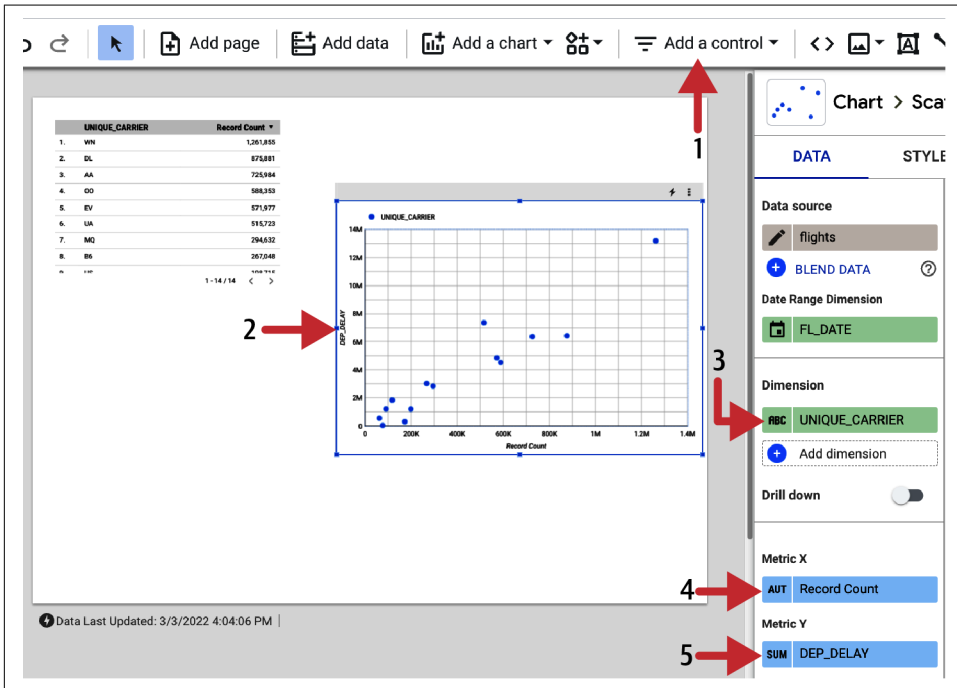 Add page
Add data
Add a chart
Add a control
A
1
Chart > Sca
DATA STYLE
Data source
flights
BLEND DATA
Date Range Dimension
FL_DATE
3
Dimension
ABC UNIQUE_CARRIER
Add dimension
Drill down
Metric X
4
AUT Record Count
Metric Y
5
SUM DEP_DELAY
UNIQUE_CARRIER Record Count
1. WN 1,261,855
2. DL 875,881
3. AA 725,984
4. OO 588,353
5. EV 571,977
6. UA 515,723
7. MQ 294,632
8. B6 267,048
1 - 14 / 14 < >
2
UNIQUE_CARRIER
14M
12M
10M
8M
6M
4M
2M
0
DEP_DELAY
0 200K 400K 600K 800K 1M 1.2M 1.4M
Record Count
Data Last Updated: 3/3/2022 4:04:06 PM